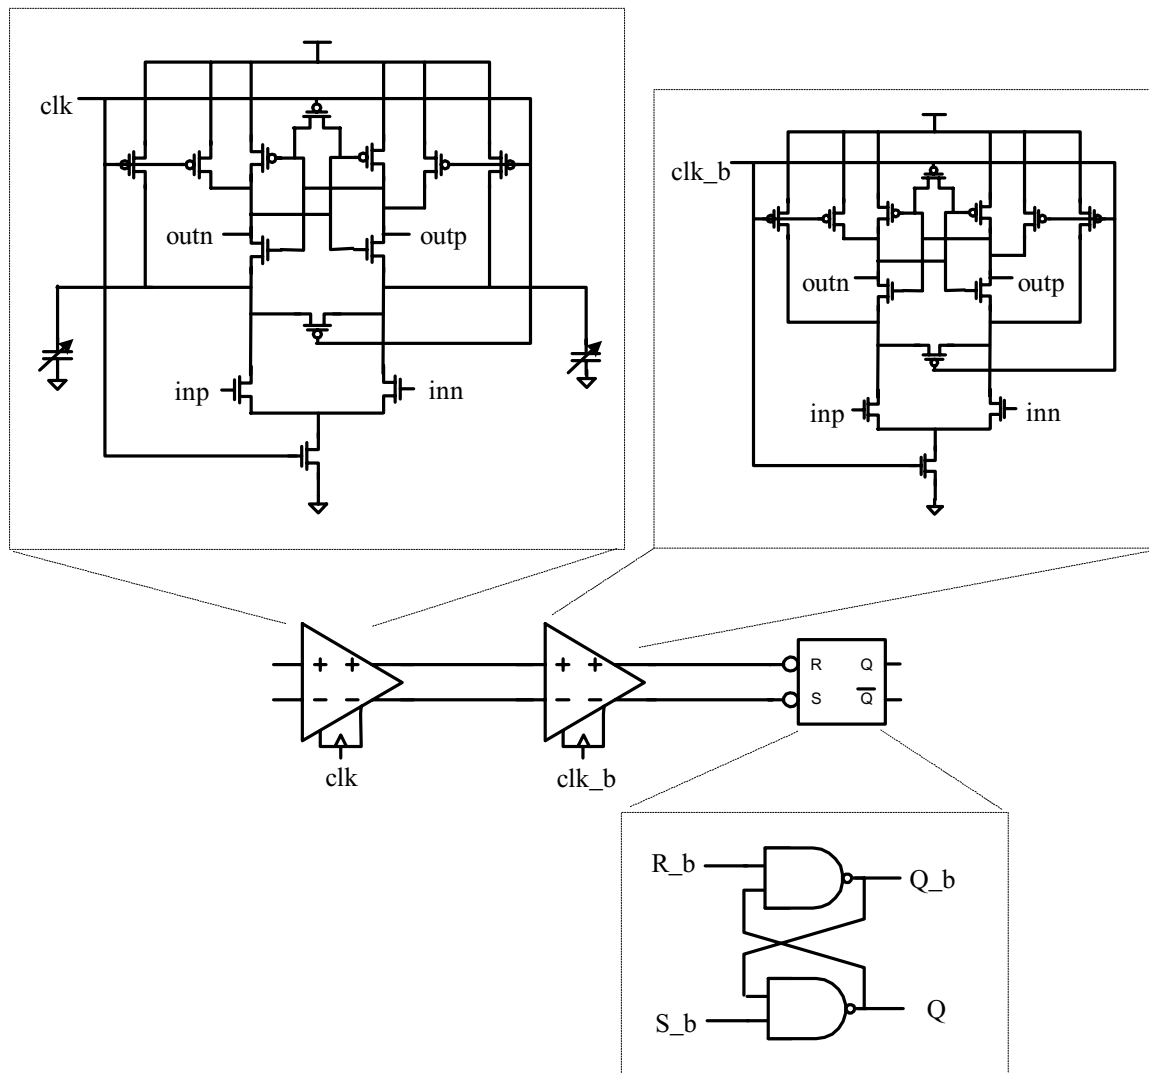 clk
outn
outp
inp
inn
clk_b
outn
outp
inp
inn
+ +
- -
clk
+ +
- -
clk_b
R Q
S Q
R_b
Q_b
S_b
Q